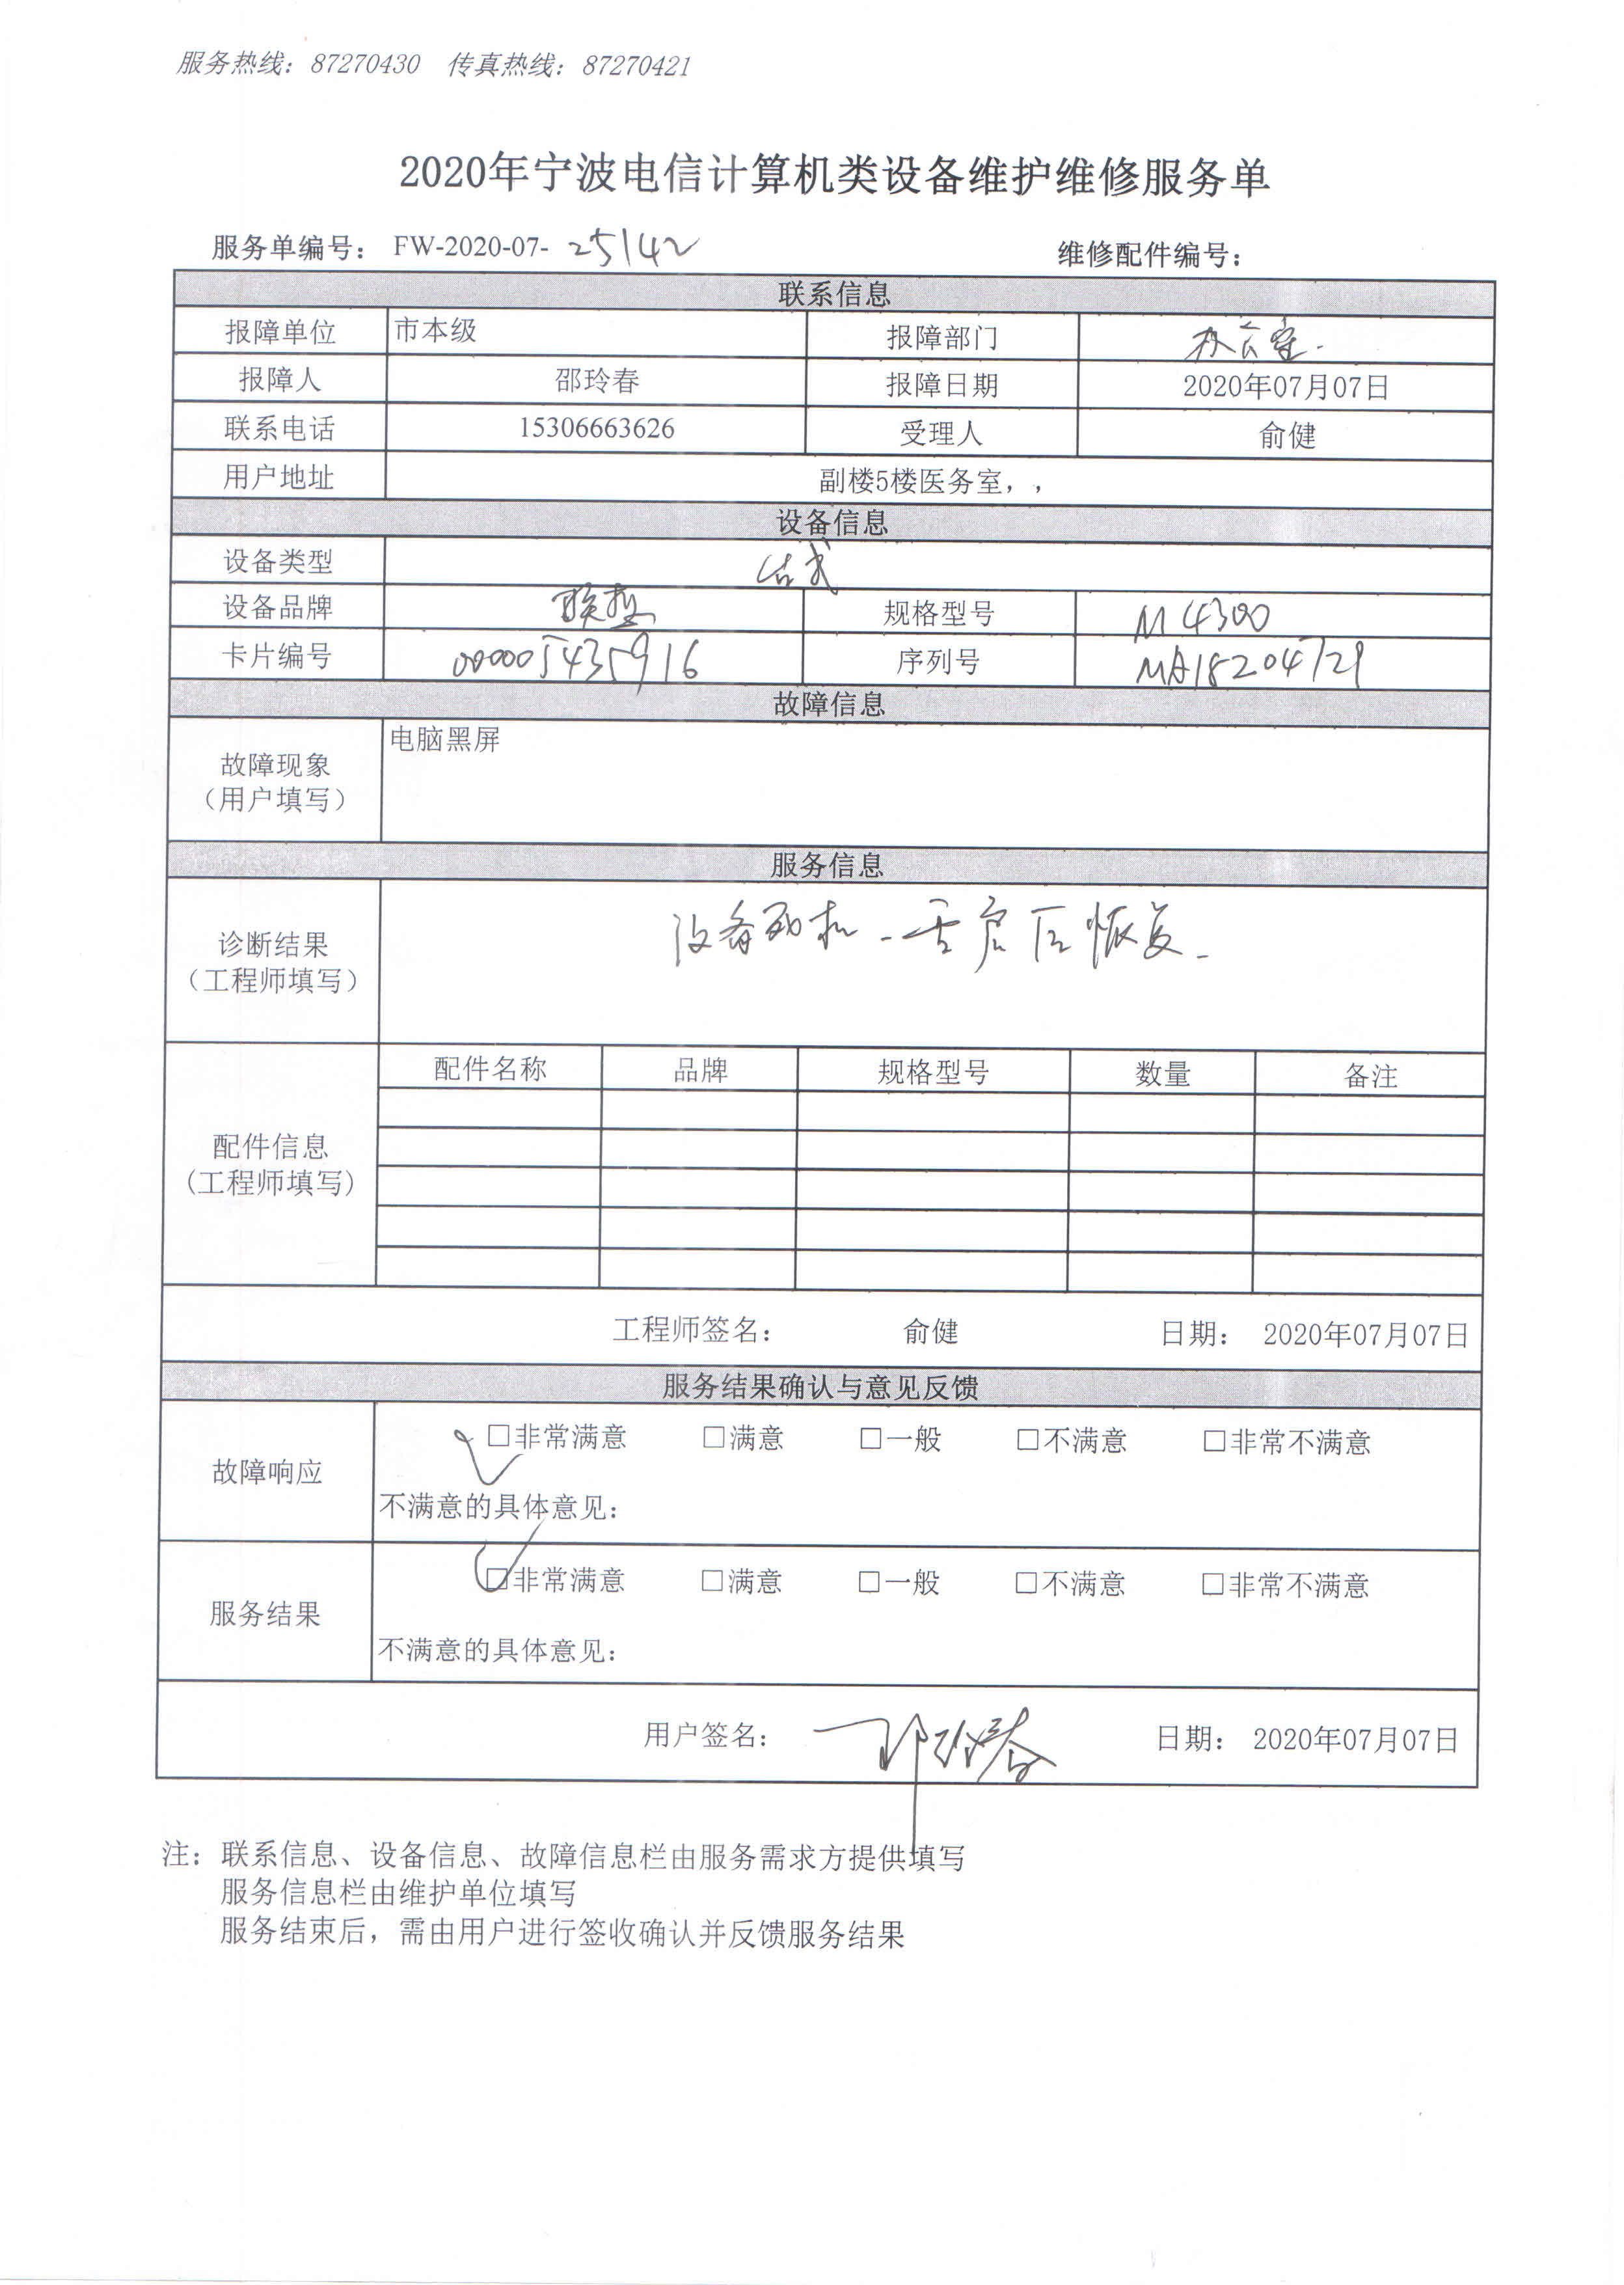 服务热线：87270430 传真热线：87270421
2020年宁波电信计算机类设备维护维修服务单
服务单编号： FW-2020-07- 25142 维修配件编号：
联系信息
报障单位 市本级 报障部门 办公室.
报障人 邵玲春 报障日期 2020年07月07日
联系电话 15306663626 受理人 俞健
用户地址 副楼5楼医务室，，
设备信息
设备类型 台式
设备品牌 联想 规格型号 M4300
卡片编号 000005435916 序列号 MA18204721
故障信息
故障现象
（用户填写）
电脑黑屏
服务信息
诊断结果
（工程师填写）
设备死机.重启后恢复.
配件信息
(工程师填写)
配件名称 品牌 规格型号 数量 备注
工程师签名： 俞健 日期： 2020年07月07日
服务结果确认与意见反馈
故障响应
□非常满意 □满意 □一般 □不满意 □非常不满意
不满意的具体意见：
服务结果
□非常满意 □满意 □一般 □不满意 □非常不满意
不满意的具体意见：
用户签名： 邵玲春 日期： 2020年07月07日
注：联系信息、设备信息、故障信息栏由服务需求方提供填写
服务信息栏由维护单位填写
服务结束后，需由用户进行签收确认并反馈服务结果